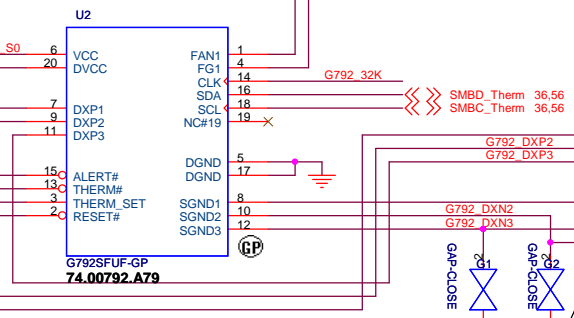 U2
S0 6 VCC FAN1 1
20 DVCC FG1 4
CLK 14 G792_32K
SDA 16 SMBD_Therm 36,56
7 DXP1 SCL 18 SMBC_Therm 36,56
9 DXP2 NC#19 19
11 DXP3
G792_DXP2
DGND 5 G792_DXP3
15 ALERT# DGND 17
13 THERM#
3 THERM_SET SGND1 8
2 RESET# SGND2 10 G792_DXN2
SGND3 12 G792_DXN3
GP
G792SFUF-GP
74.00792.A79
GAP-CLOSE
2
G1
GAP-CLOSE
2
G2